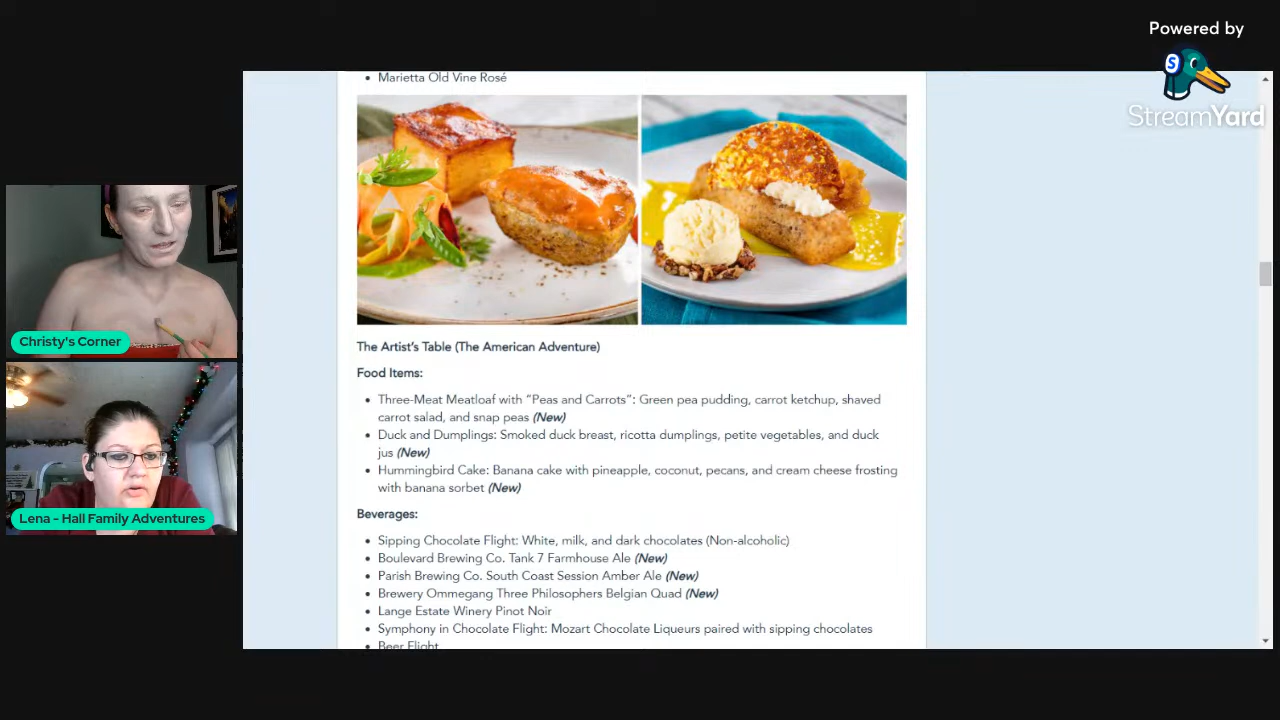 Powered by
S
StreamYard
Marietta Old Vine Rosé
Christy's Corner
Lena - Hall Family Adventures
The Artist's Table (The American Adventure)
Food Items:
• Three-Meat Meatloaf with “Peas and Carrots”: Green pea pudding, carrot ketchup, shaved
carrot salad, and snap peas (New)
• Duck and Dumplings: Smoked duck breast, ricotta dumplings, petite vegetables, and duck
jus (New)
• Hummingbird Cake: Banana cake with pineapple, coconut, pecans, and cream cheese frosting
with banana sorbet (New)
Beverages:
• Sipping Chocolate Flight: White, milk, and dark chocolates (Non-alcoholic)
• Boulevard Brewing Co. Tank 7 Farmhouse Ale (New)
• Parish Brewing Co. South Coast Session Amber Ale (New)
• Brewery Ommegang Three Philosophers Belgian Quad (New)
• Lange Estate Winery Pinot Noir
• Symphony in Chocolate Flight: Mozart Chocolate Liqueurs paired with sipping chocolates
• Beer Flight